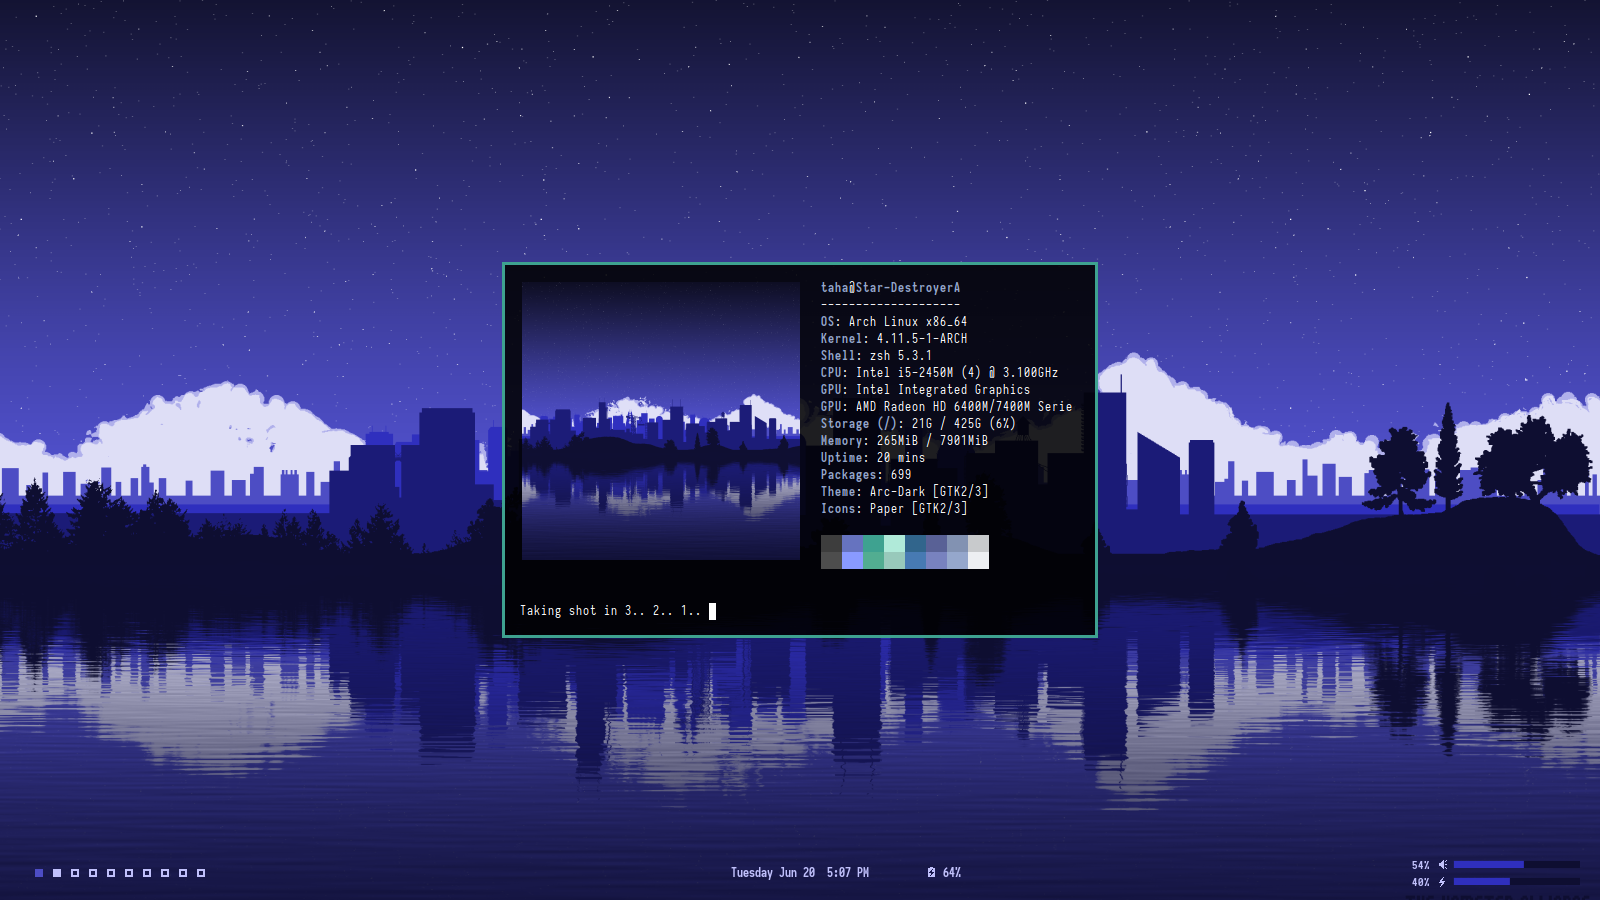 taha@Star-DestroyerA
--------------------
OS: Arch Linux x86_64
Kernel: 4.11.5-1-ARCH
Shell: zsh 5.3.1
CPU: Intel i5-2450M (4) @ 3.100GHz
GPU: Intel Integrated Graphics
GPU: AMD Radeon HD 6400M/7400M Serie
Storage (/): 21G / 425G (6%)
Memory: 265MiB / 7901MiB
Uptime: 20 mins
Packages: 699
Theme: Arc-Dark [GTK2/3]
Icons: Paper [GTK2/3]
Taking shot in 3.. 2.. 1..
Tuesday Jun 20 5:07 PM 64%
54%
40%